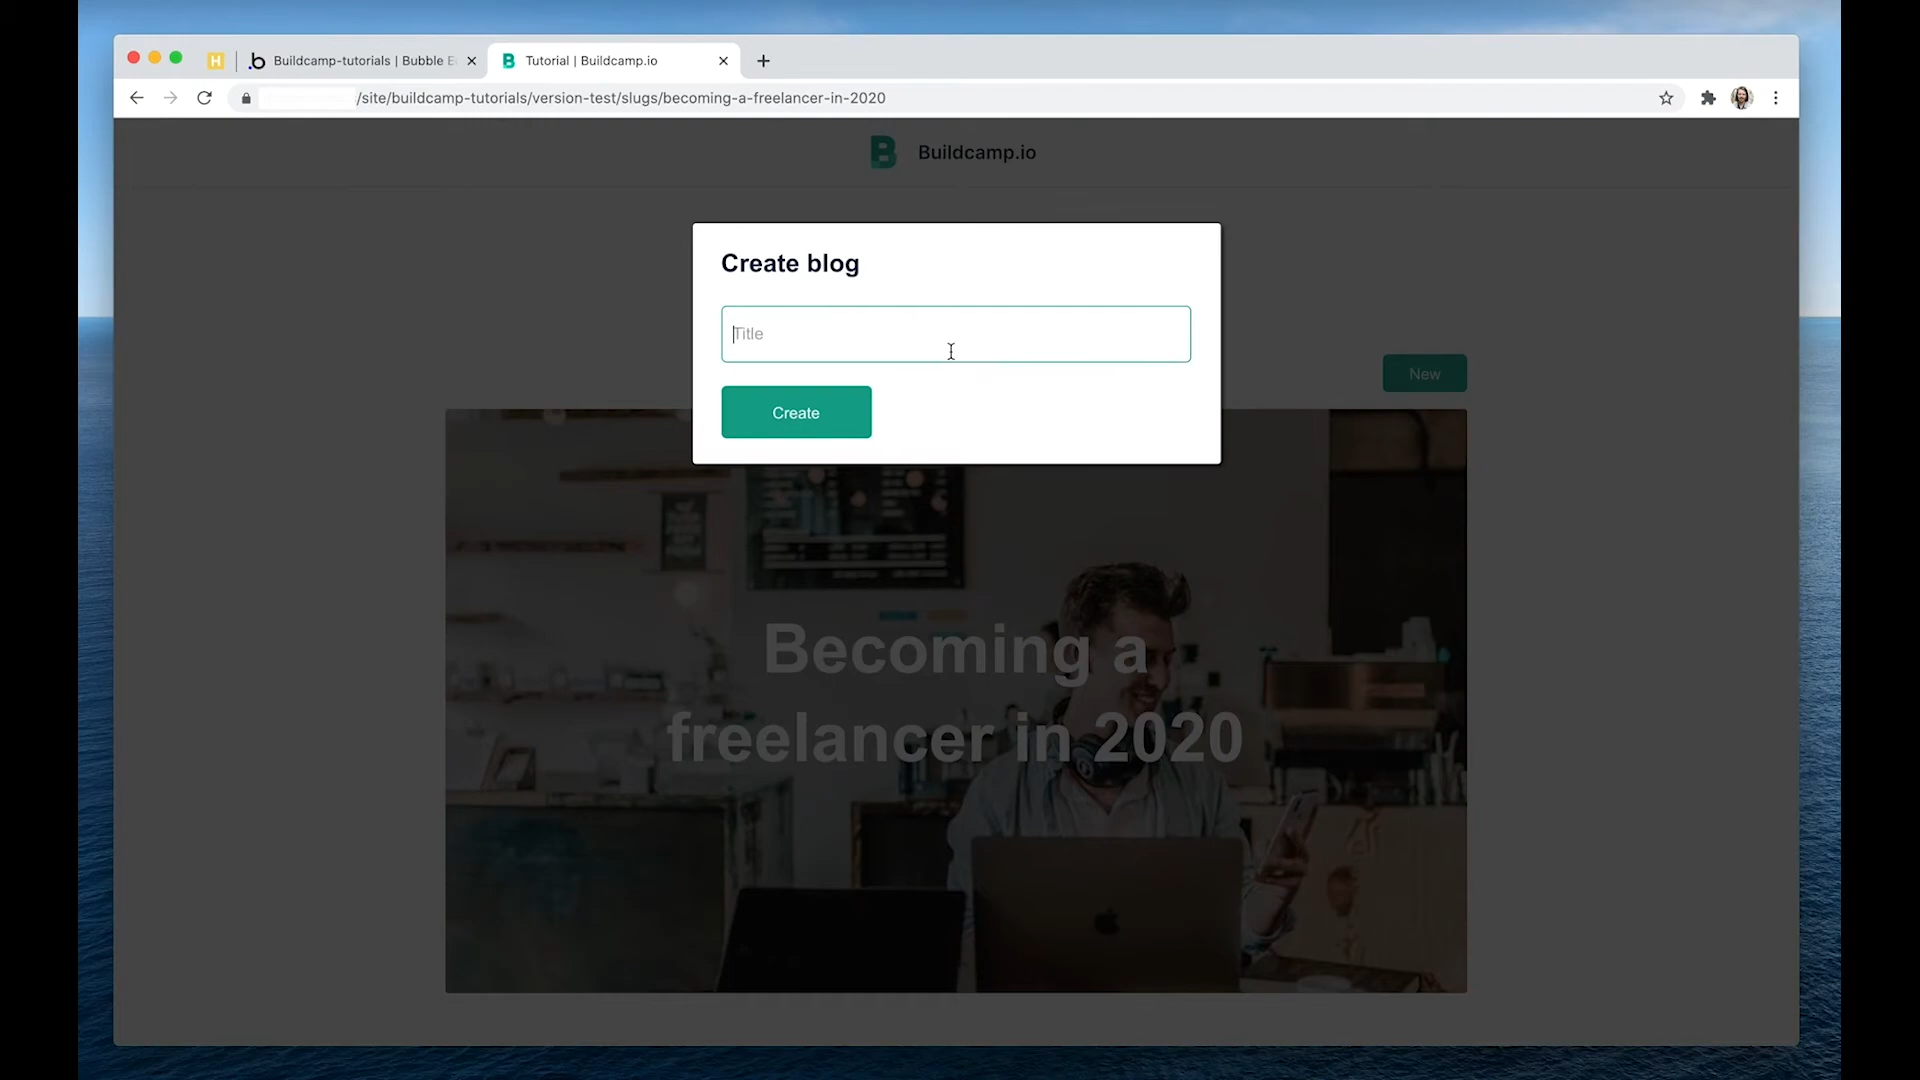 H
Buildcamp-tutorials | Bubble E
Tutorial | Buildcamp.io
/site/buildcamp-tutorials/version-test/slugs/becoming-a-freelancer-in-2020
B Buildcamp.io
Create blog
Title
Create
New
Becoming a
freelancer in 2020